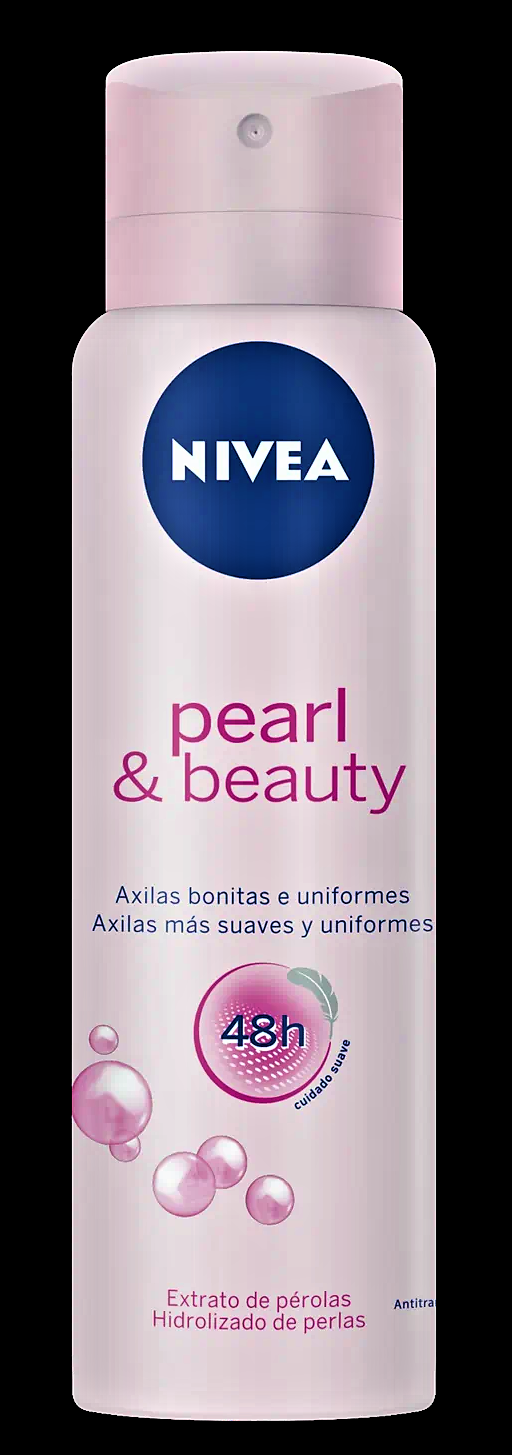 NIVEA
pearl
& beauty
Axilas bonitas e uniformes
Axilas más suaves y uniformes
48h
cuidado suave
Extrato de pérolas
Hidrolizado de perlas